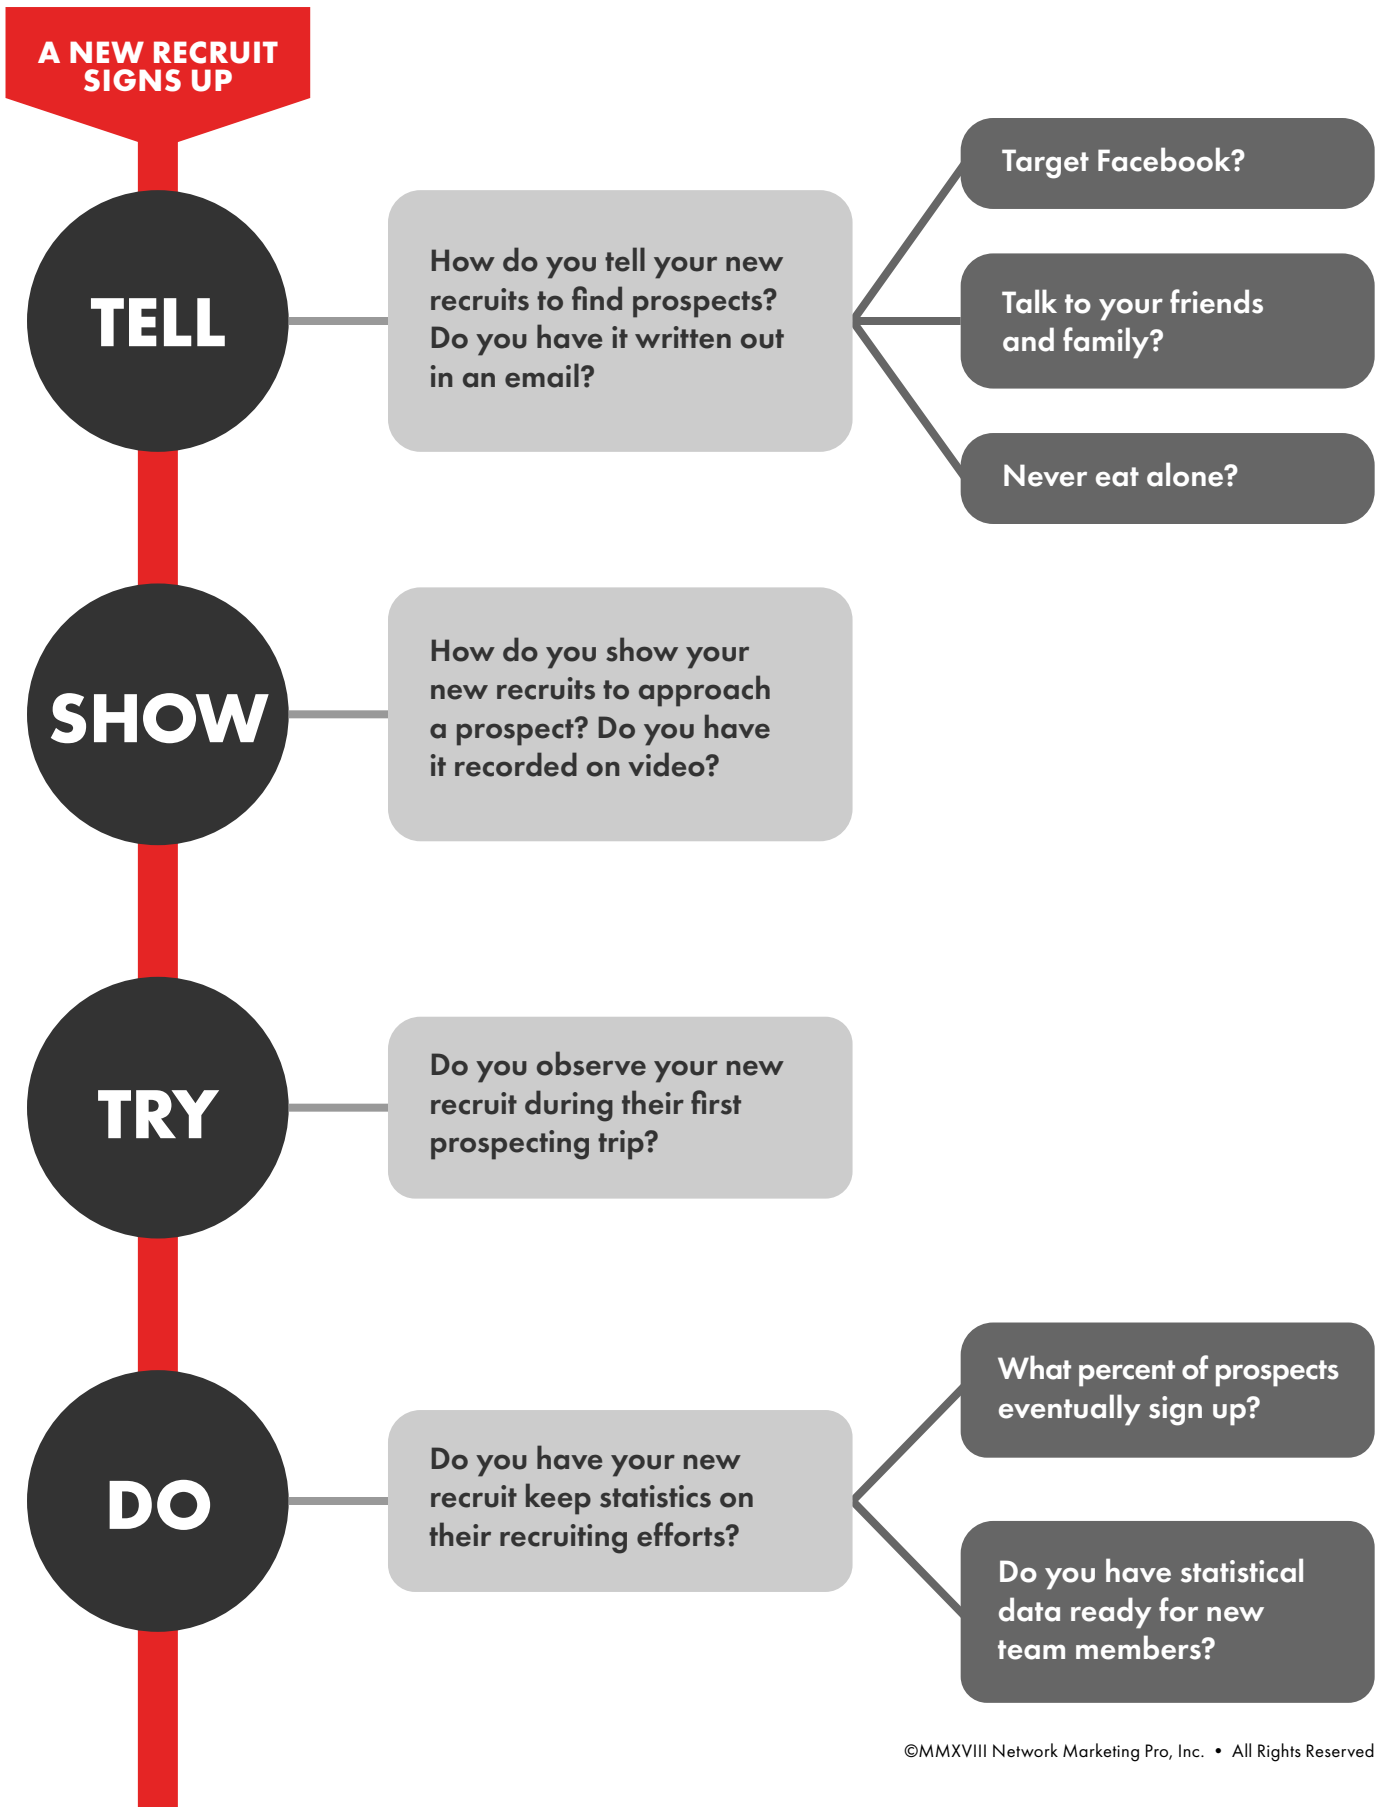 A NEW RECRUIT
SIGNS UP
TELL
How do you tell your new
recruits to find prospects?
Do you have it written out
in an email?
Target Facebook?
Talk to your friends
and family?
Never eat alone?
SHOW
How do you show your
new recruits to approach
a prospect? Do you have
it recorded on video?
TRY
Do you observe your new
recruit during their first
prospecting trip?
DO
Do you have your new
recruit keep statistics on
their recruiting efforts?
What percent of prospects
eventually sign up?
Do you have statistical
data ready for new
team members?
©MMXVIII Network Marketing Pro, Inc. • All Rights Reserved